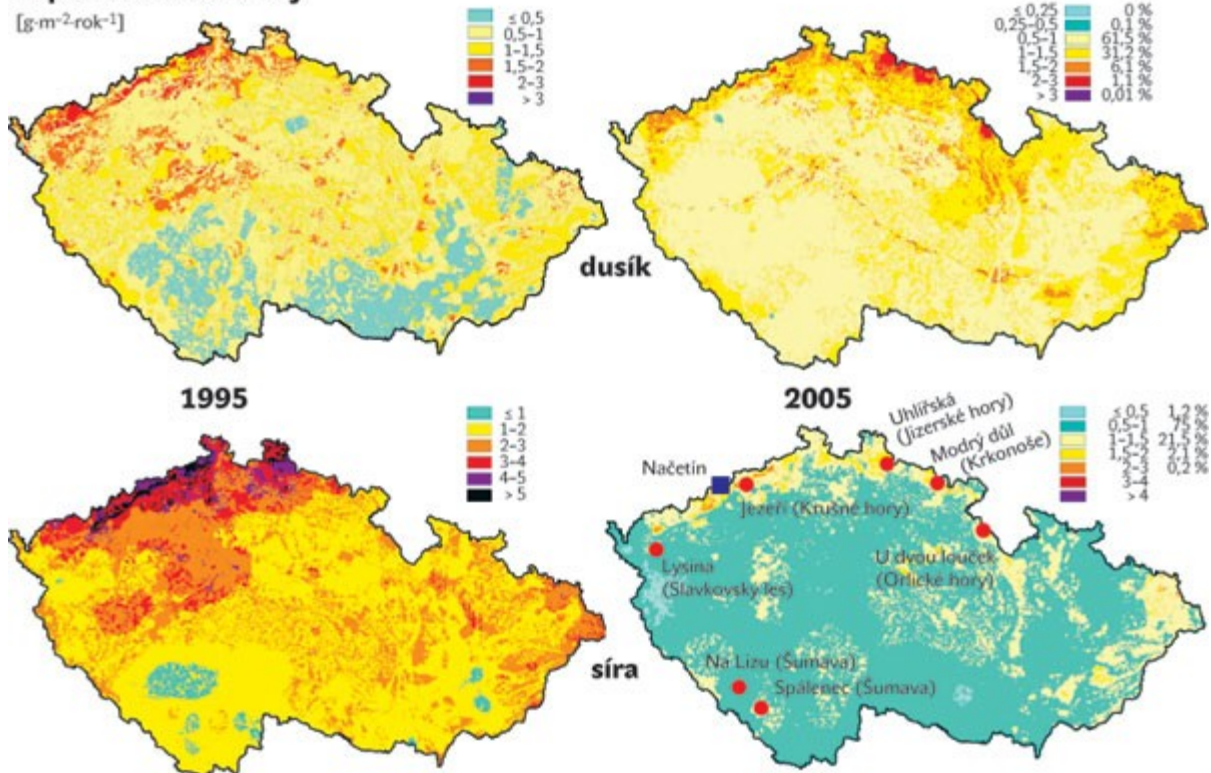 [g·m⁻²·rok⁻¹]
≤ 0,5
0,5–1
1–1,5
1,5–2
2–3
> 3
≤ 0,25 0 %
0,25–0,5 0,1 %
0,5–1 61,5 %
1–1,5 31,2 %
1,5–2 6,1 %
2–3 1,1 %
> 3 0,01 %
dusík
1995
≤ 1
1–2
2–3
3–4
4–5
> 5
síra
2005
≤ 0,5 1,2 %
0,5–1 75 %
1–1,5 21,5 %
1,5–2 2,1 %
2–3 0,2 %
3–4
> 4
Uhlířská
(Jizerské hory)
Modrý důl
(Krkonoše)
Načetín
Jezeří (Krušné hory)
Lysina
(Slavkovský les)
U dvou louček
(Orlické hory)
Na Lizu (Šumava)
Spálenec (Šumava)